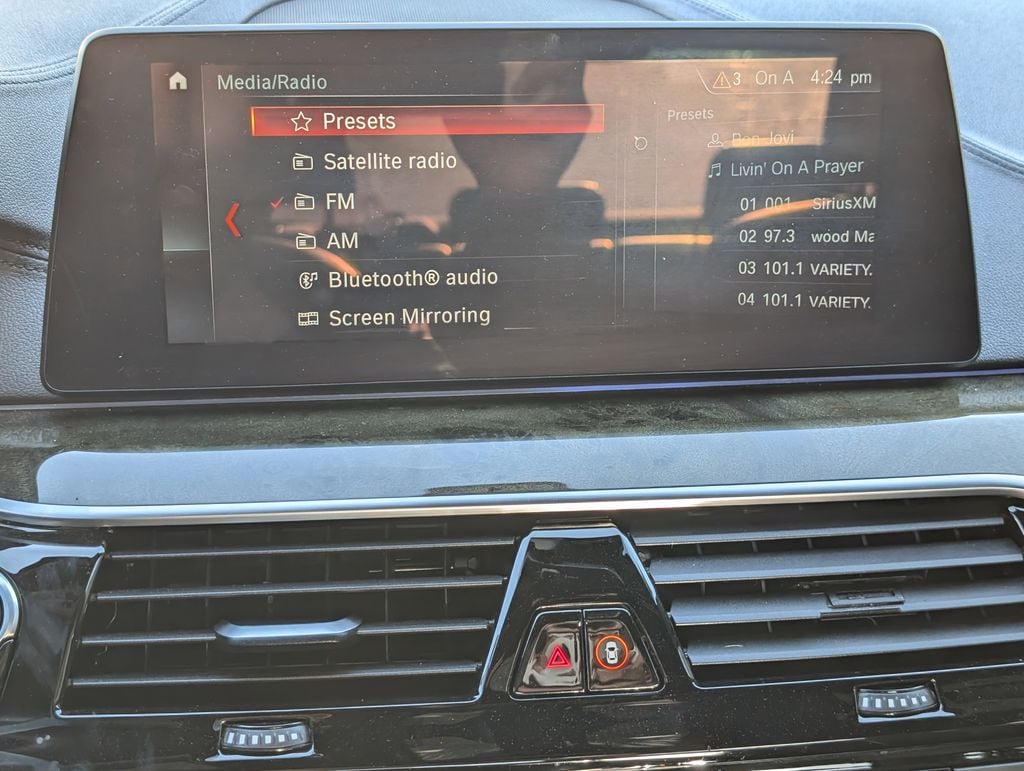 Media/Radio
3 On A 4:24 pm
Presets
Satellite radio
FM
AM
Bluetooth® audio
Screen Mirroring
Presets
Bon Jovi
Livin' On A Prayer
01 001 SiriusXM
02 97.3 wood Ma
03 101.1 VARIETY.
04 101.1 VARIETY.